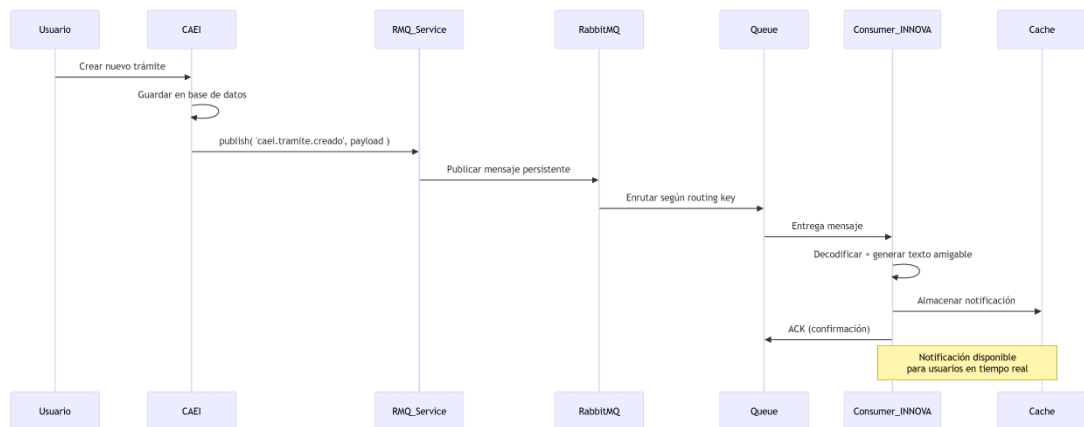 Usuario
CAEI
RMQ_Service
RabbitMQ
Queue
Consumer_INNOVA
Cache
Crear nuevo trámite
Guardar en base de datos
publish( 'caei.tramite.creado', payload )
Publicar mensaje persistente
Enrutar según routing key
Entrega mensaje
Decodificar + generar texto amigable
Almacenar notificación
ACK (confirmación)
Notificación disponible
para usuarios en tiempo real
Usuario
CAEI
RMQ_Service
RabbitMQ
Queue
Consumer_INNOVA
Cache